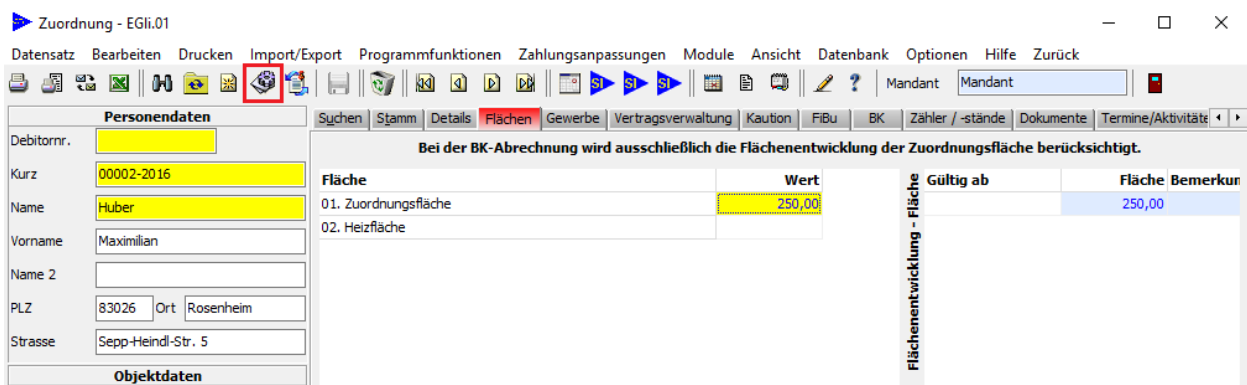 Zuordnung - EGli.01
Datensatz Bearbeiten Drucken Import/Export Programmfunktionen Zahlungsanpassungen Module Ansicht Datenbank Optionen Hilfe Zurück
SI SI SI ? Mandant Mandant
Personendaten
Suchen Stamm Details Flächen Gewerbe Vertragsverwaltung Kaution FiBu BK Zähler / -stände Dokumente Termine/Aktivitäte
Debitornr.
Bei der BK-Abrechnung wird ausschließlich die Flächenentwicklung der Zuordnungsfläche berücksichtigt.
Kurz 00002-2016
Fläche Wert
Gültig ab Fläche Bemerkun
Name Huber
01. Zuordnungsfläche 250,00
250,00
02. Heizfläche
Vorname Maximilian
Name 2
PLZ 83026 Ort Rosenheim
Strasse Sepp-Heindl-Str. 5
Flächenentwicklung - Fläche
Objektdaten